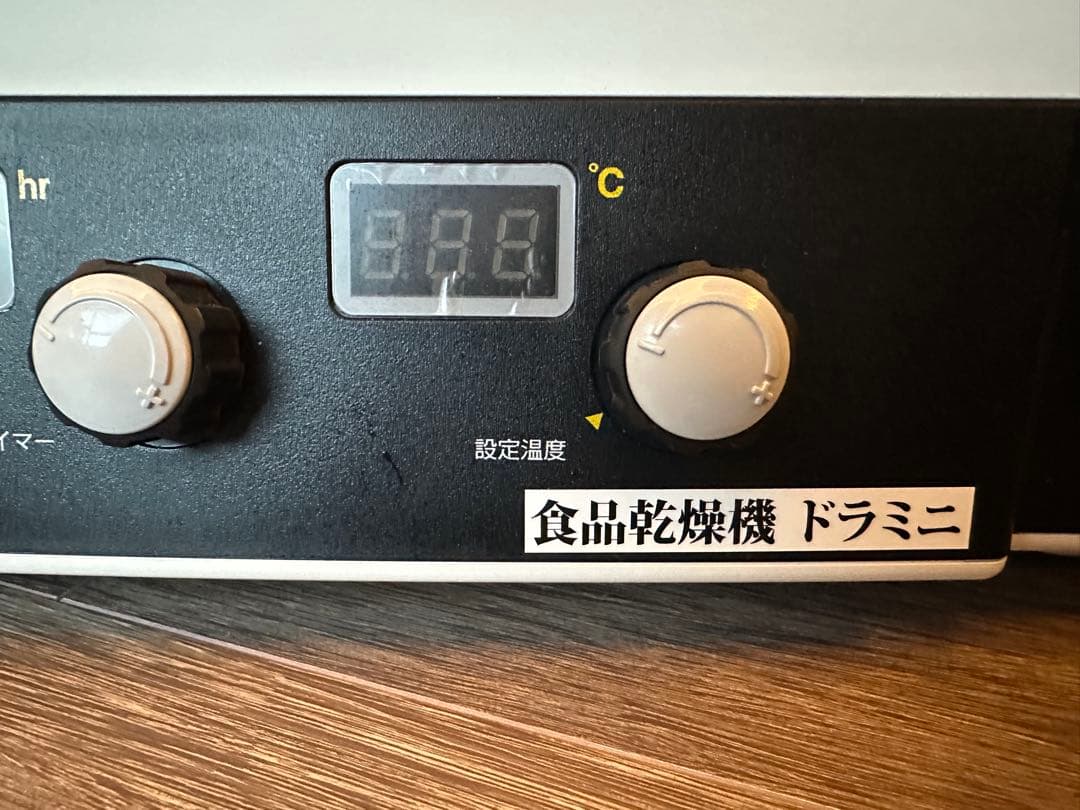 hr
°C
イマー
設定温度
食品乾燥機 ドラミニ